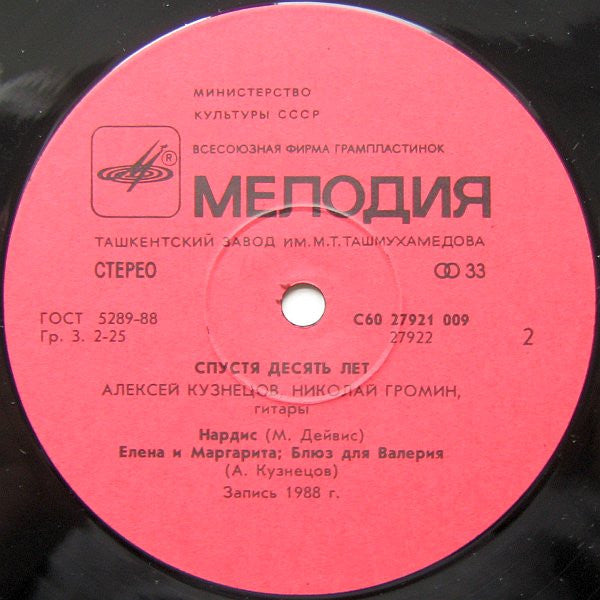 МИНИСТЕРСТВО
КУЛЬТУРЫ СССР
ВСЕСОЮЗНАЯ ФИРМА ГРАМПЛАСТИНОК
®
МЕЛОДИЯ
ТАШКЕНТСКИЙ ЗАВОД ИМ. М.Т.ТАШМУХАМЕДОВА
СТЕРЕО 33
ГОСТ 5289-88 С60 27921 009
Гр. 3. 2-25 27922 2
СПУСТЯ ДЕСЯТЬ ЛЕТ
АЛЕКСЕЙ КУЗНЕЦОВ, НИКОЛАЙ ГРОМИН,
гитары
Нардис (М. Дейвис)
Елена и Маргарита; Блюз для Валерия
(А. Кузнецов)
Запись 1988 г.